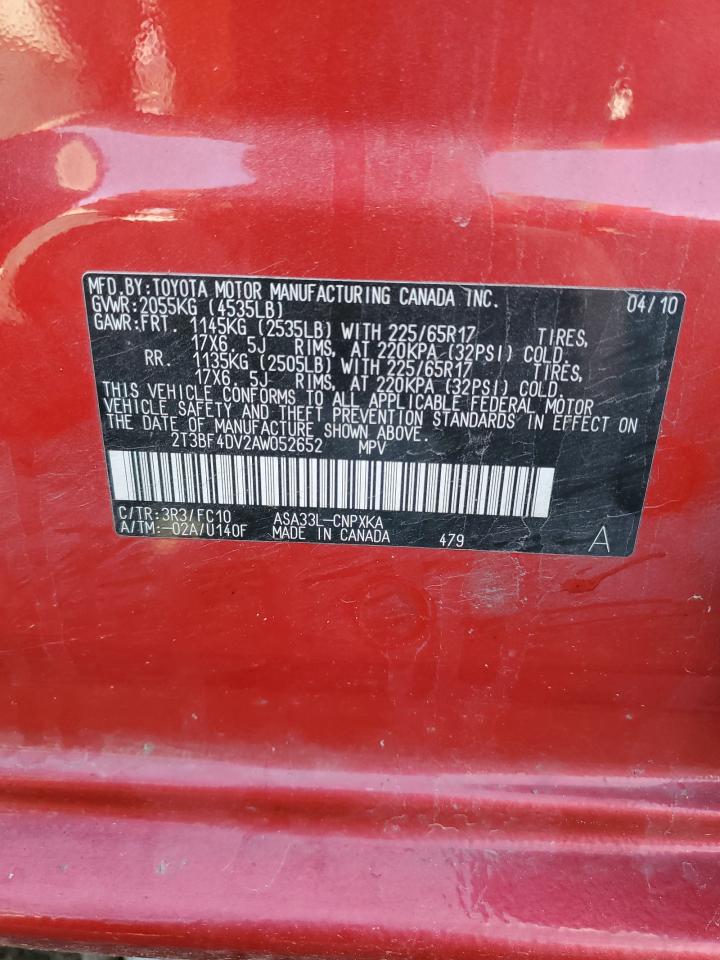 MFD.BY:TOYOTA MOTOR MANUFACTURING CANADA INC. 04/10
GVWR:2055KG (4535LB)
GAWR:FRT. 1145KG (2535LB) WITH 225/65R17 TIRES,
17X6. 5J RIMS, AT 220KPA (32PSI) COLD.
RR. 1135KG (2505LB) WITH 225/65R17 TIRES,
17X6. 5J RIMS, AT 220KPA (32PSI) COLD.
THIS VEHICLE CONFORMS TO ALL APPLICABLE FEDERAL MOTOR
VEHICLE SAFETY AND THEFT PREVENTION STANDARDS IN EFFECT ON
THE DATE OF MANUFACTURE SHOWN ABOVE.
2T3BF4DV2AW052652 MPV
C/TR:3R3/FC10 ASA33L-CNPXKA
A/TM:-02A/U140F MADE IN CANADA 479 A